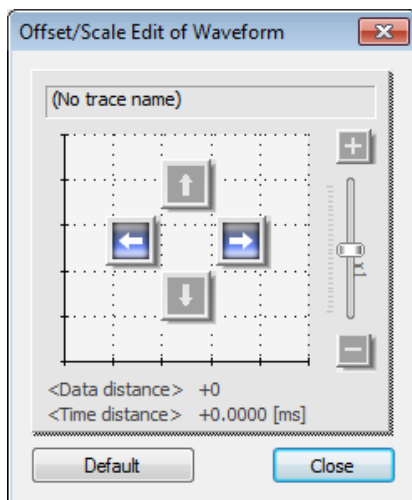 Offset/Scale Edit of Waveform
(No trace name)
<Data distance> +0
<Time distance> +0.0000 [ms]
Default
Close